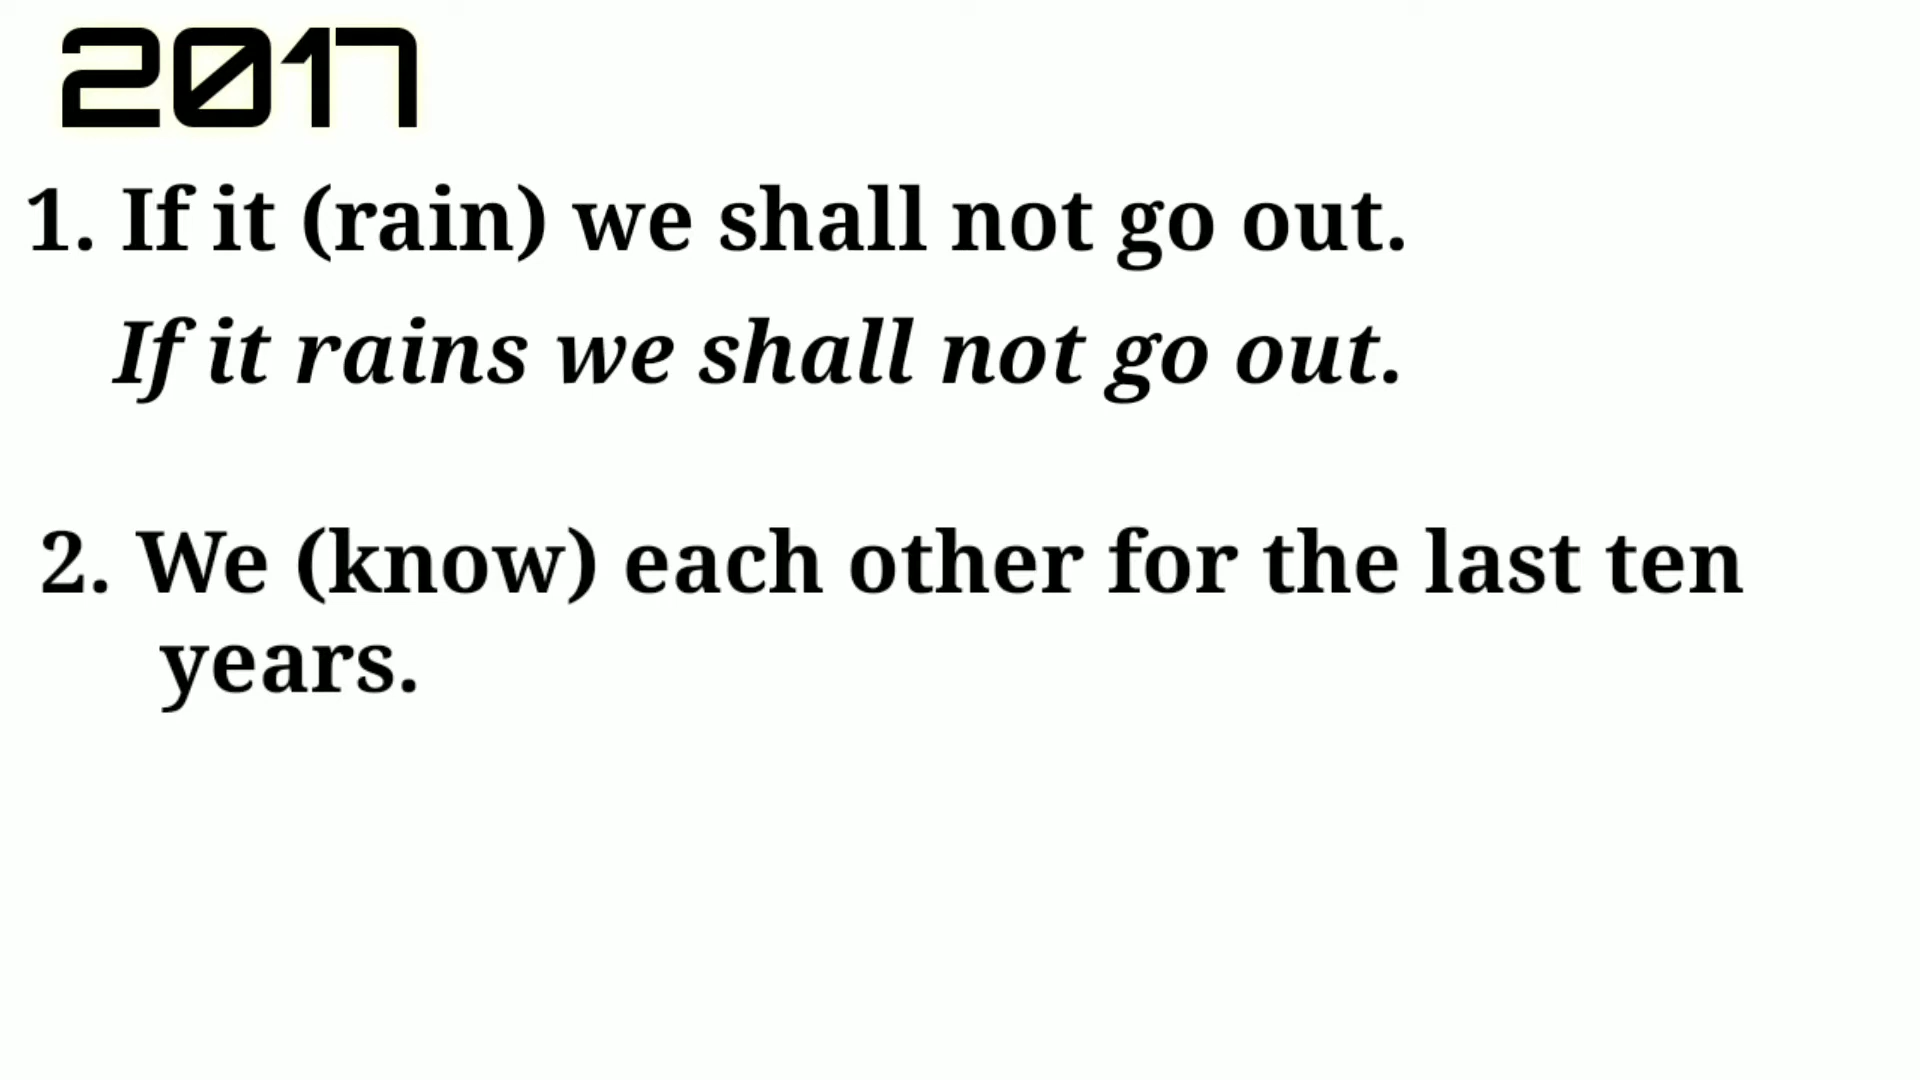 2017
1. If it (rain) we shall not go out.
If it rains we shall not go out.
2. We (know) each other for the last ten
years.